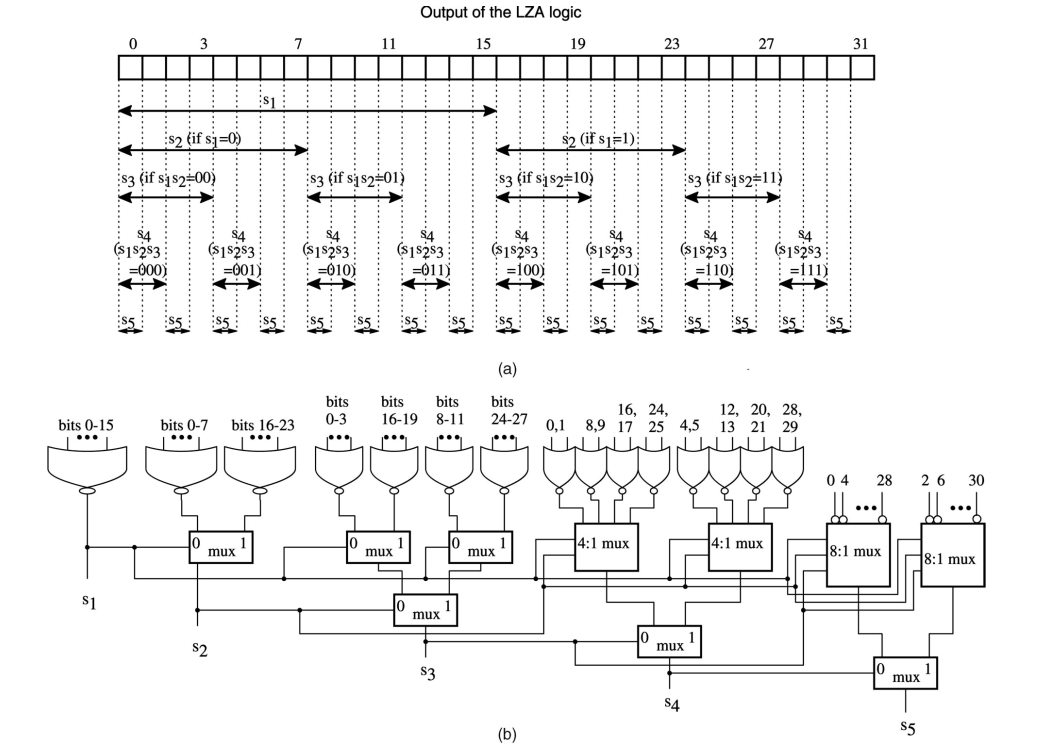 Output of the LZA logic
0 3 7 11 15 19 23 27 31
s1
s2 (if s1=0) s2 (if s1=1)
s3 (if s1s2=00) s3 (if s1s2=01) s3 (if s1s2=10) s3 (if s1s2=11)
s4 s4 s4 s4 s4 s4 s4 s4
(s1s2s3 (s1s2s3 (s1s2s3 (s1s2s3 (s1s2s3 (s1s2s3 (s1s2s3 (s1s2s3
=000) =001) =010) =011) =100) =101) =110) =111)
s5 s5 s5 s5 s5 s5 s5 s5 s5 s5 s5 s5 s5 s5 s5 s5
(a)
bits 0-15
bits 0-7
bits 16-23
bits
0-3
bits
16-19
bits
8-11
bits
24-27
0,1
8,9
16,
17
24,
25
4,5
12,
13
20,
21
28,
29
0 4 28
2 6 30
0 mux 1
0 mux 1
0 mux 1
4:1 mux
4:1 mux
8:1 mux
8:1 mux
0 mux 1
0 mux 1
0 mux 1
s1
s2
s3
s4
s5
(b)